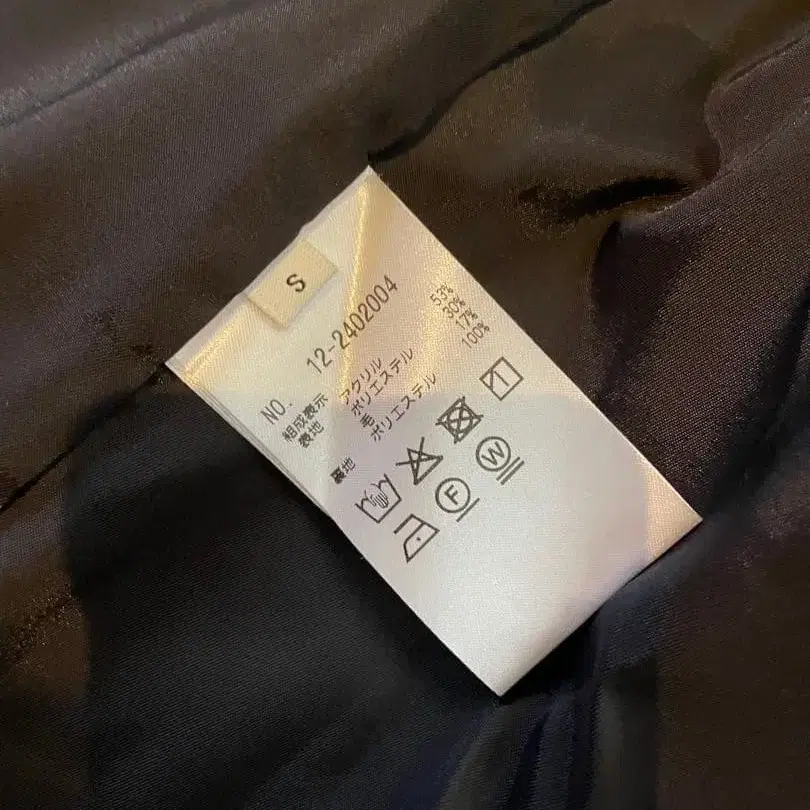 S
NO. 12-2402004
組成表示
表地 アクリル 53%
ポリエステル 30%
毛 17%
裏地 ポリエステル 100%
F
W